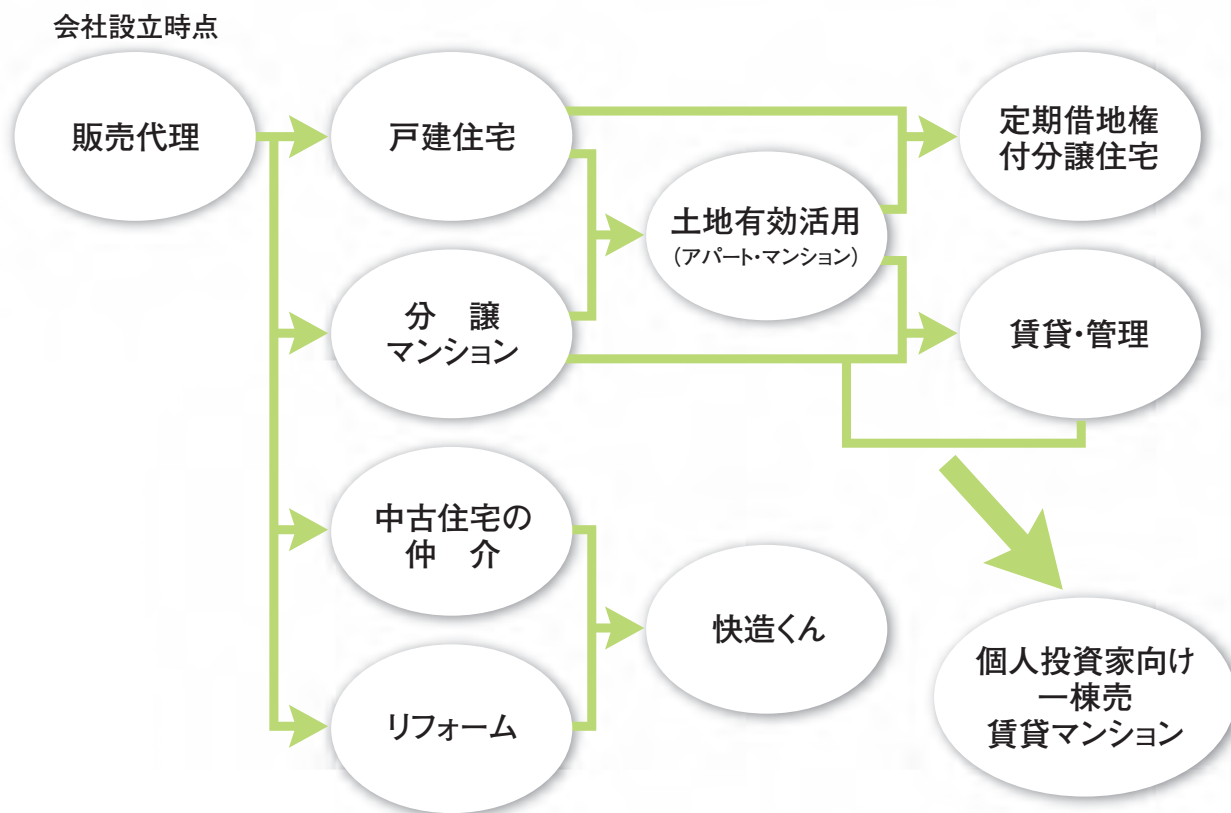 会社設立時点
販売代理
戸建住宅
定期借地権
付分譲住宅
土地有効活用
（アパート・マンション）
分　譲
マンション
賃貸・管理
中古住宅の
仲　介
快造くん
リフォーム
個人投資家向け
一棟売
賃貸マンション